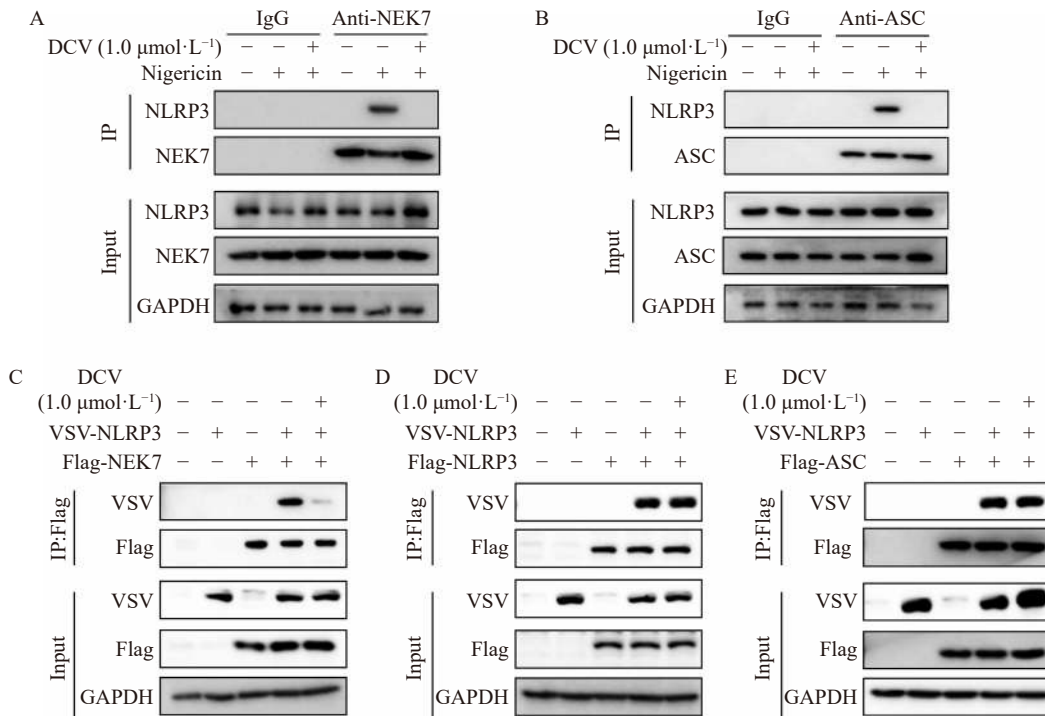 A
IgG Anti-NEK7
DCV (1.0 μmol·L⁻¹) − − + − − +
Nigericin − + + − + +
IP
NLRP3
NEK7
Input
NLRP3
NEK7
GAPDH
B
IgG Anti-ASC
DCV (1.0 μmol·L⁻¹) − − + − − +
Nigericin − + + − + +
IP
NLRP3
ASC
Input
NLRP3
ASC
GAPDH
C
DCV
(1.0 μmol·L⁻¹) − − − − +
VSV-NLRP3 − + − + +
Flag-NEK7 − − + + +
IP:Flag
VSV
Flag
Input
VSV
Flag
GAPDH
D
DCV
(1.0 μmol·L⁻¹) − − − − +
VSV-NLRP3 − + − + +
Flag-NLRP3 − − + + +
IP:Flag
VSV
Flag
Input
VSV
Flag
GAPDH
E
DCV
(1.0 μmol·L⁻¹) − − − − +
VSV-NLRP3 − + − + +
Flag-ASC − − + + +
IP:Flag
VSV
Flag
Input
VSV
Flag
GAPDH